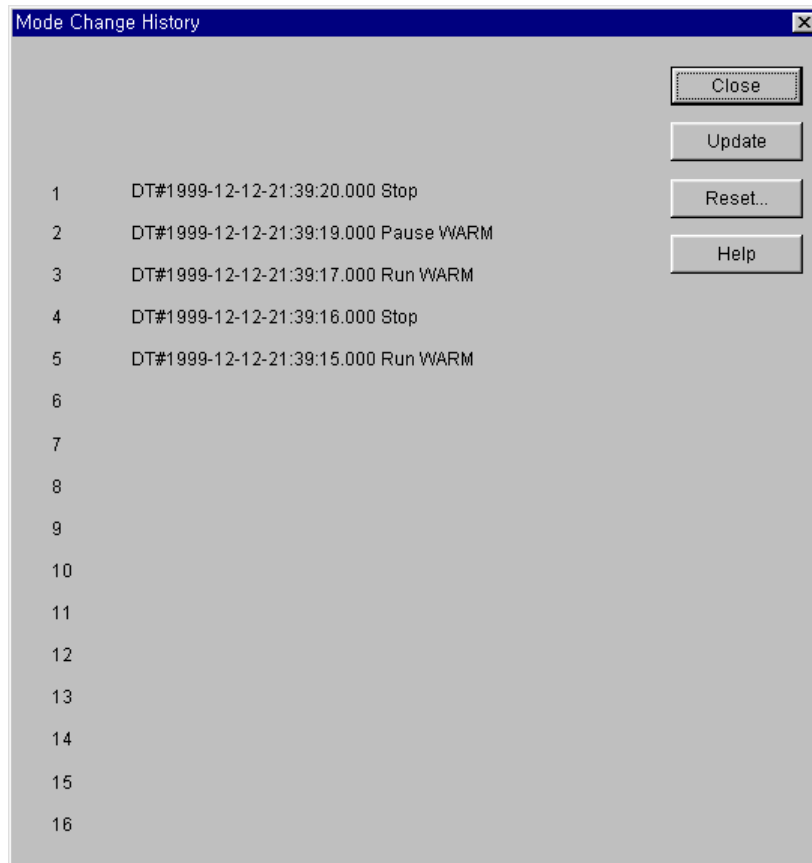 Mode Change History
Close
Update
1 DT#1999-12-12-21:39:20.000 Stop
Reset...
2 DT#1999-12-12-21:39:19.000 Pause WARM
Help
3 DT#1999-12-12-21:39:17.000 Run WARM
4 DT#1999-12-12-21:39:16.000 Stop
5 DT#1999-12-12-21:39:15.000 Run WARM
6
7
8
9
10
11
12
13
14
15
16